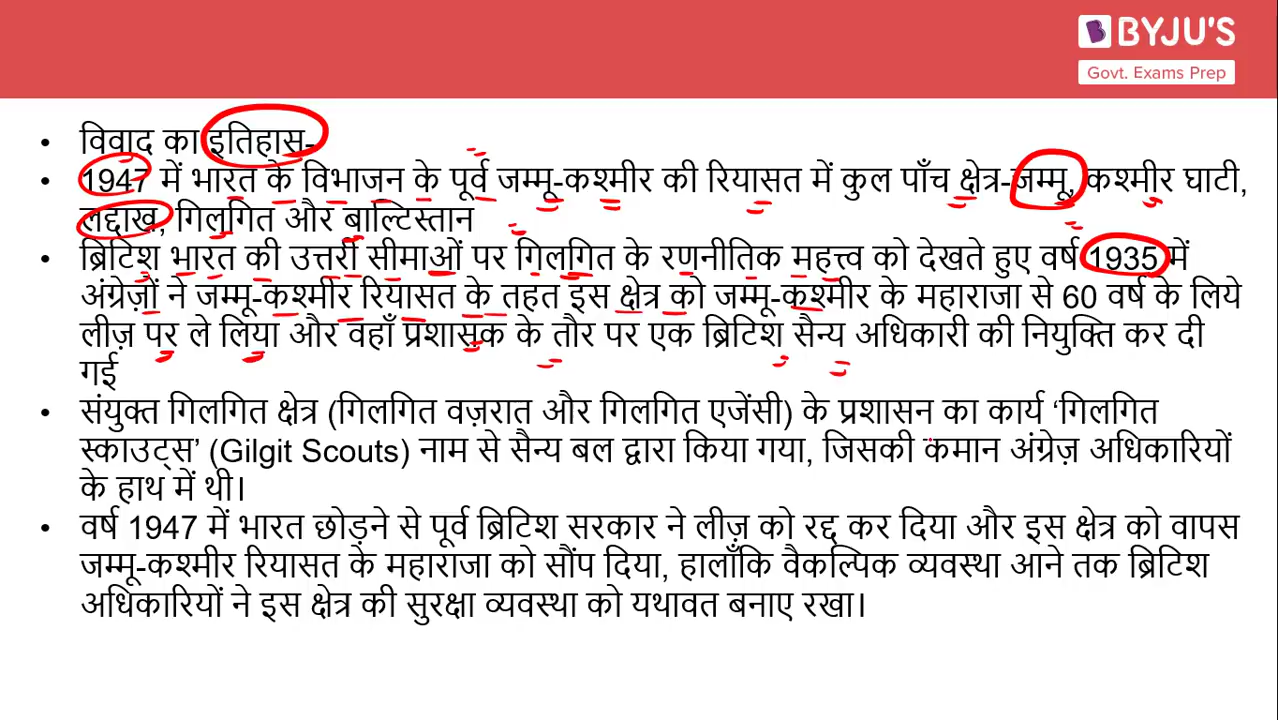 BYJU'S
Govt. Exams Prep
• विवाद का इतिहास-
• 1947 में भारत के विभाजन के पूर्व जम्मू-कश्मीर की रियासत में कुल पाँच क्षेत्र-जम्मू, कश्मीर घाटी,
लद्दाख, गिलगित और बाल्टिस्तान
• ब्रिटिश भारत की उत्तरी सीमाओं पर गिलगित के रणनीतिक महत्त्व को देखते हुए वर्ष 1935 में
अंग्रेज़ों ने जम्मू-कश्मीर रियासत के तहत इस क्षेत्र को जम्मू-कश्मीर के महाराजा से 60 वर्ष के लिये
लीज़ पर ले लिया और वहाँ प्रशासक के तौर पर एक ब्रिटिश सैन्य अधिकारी की नियुक्ति कर दी
गई
• संयुक्त गिलगित क्षेत्र (गिलगित वज़रात और गिलगित एजेंसी) के प्रशासन का कार्य ‘गिलगित
स्काउट्स’ (Gilgit Scouts) नाम से सैन्य बल द्वारा किया गया, जिसकी कमान अंग्रेज़ अधिकारियों
के हाथ में थी।
• वर्ष 1947 में भारत छोड़ने से पूर्व ब्रिटिश सरकार ने लीज़ को रद्द कर दिया और इस क्षेत्र को वापस
जम्मू-कश्मीर रियासत के महाराजा को सौंप दिया, हालाँकि वैकल्पिक व्यवस्था आने तक ब्रिटिश
अधिकारियों ने इस क्षेत्र की सुरक्षा व्यवस्था को यथावत बनाए रखा।